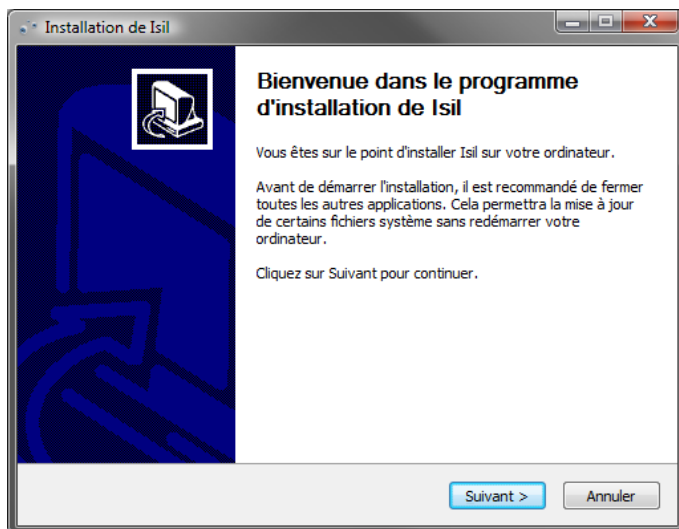 Installation de Isil
Bienvenue dans le programme
d'installation de Isil
Vous êtes sur le point d'installer Isil sur votre ordinateur.
Avant de démarrer l'installation, il est recommandé de fermer
toutes les autres applications. Cela permettra la mise à jour
de certains fichiers système sans redémarrer votre
ordinateur.
Cliquez sur Suivant pour continuer.
Suivant >
Annuler